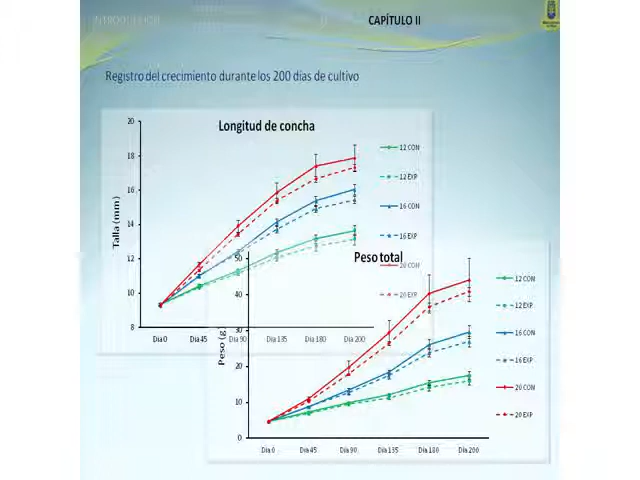 CAPÍTULO II
Registro del crecimiento durante los 200 días de cultivo
Longitud de concha
Talla (mm)
20
18
16
14
12
10
8
Día 0 Día 45 Día 90 Día 135 Día 180 Día 200
12 CON
12 EXP
16 CON
16 EXP
20 CON
20 EXP
Peso total
Peso (g)
50
40
30
20
10
0
Día 0 Día 45 Día 90 Día 135 Día 180 Día 200
12 CON
12 EXP
16 CON
16 EXP
20 CON
20 EXP